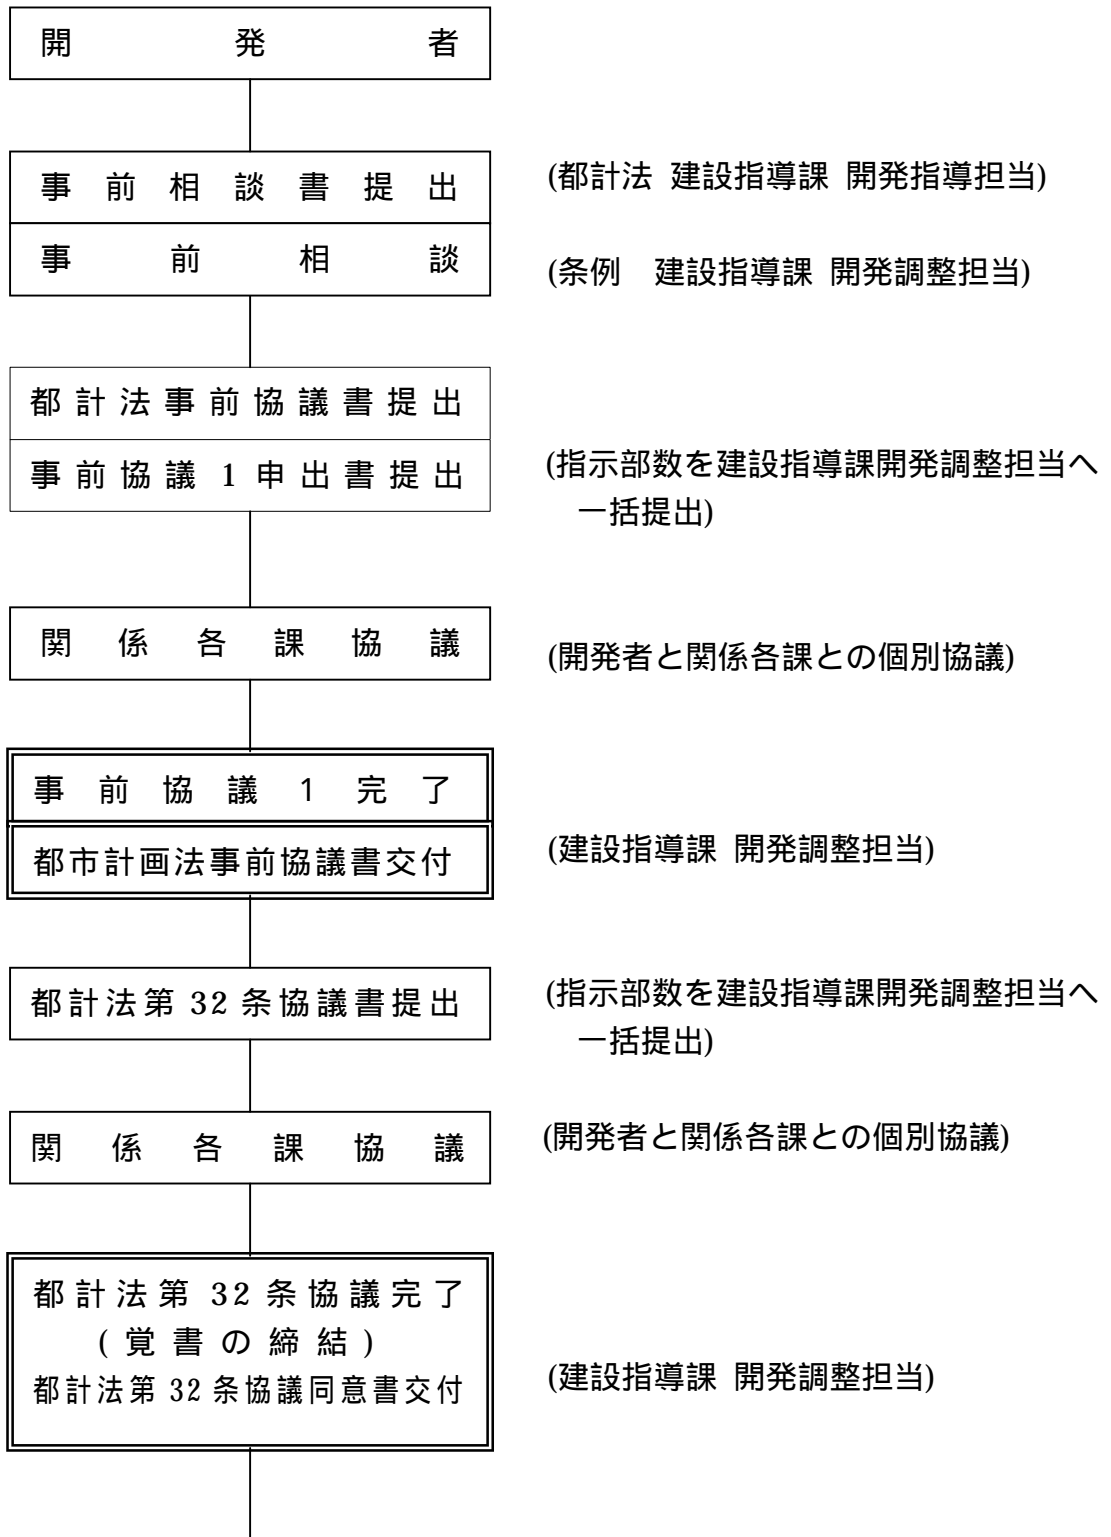 開発者
事前相談書提出
(都計法 建設指導課 開発指導担当)
事前相談
(条例　建設指導課 開発調整担当)
都計法事前協議書提出
事前協議1申出書提出
(指示部数を建設指導課開発調整担当へ
一括提出)
関係各課協議
(開発者と関係各課との個別協議)
事前協議1完了
都市計画法事前協議書交付
(建設指導課 開発調整担当)
都計法第32条協議書提出
(指示部数を建設指導課開発調整担当へ
一括提出)
関係各課協議
(開発者と関係各課との個別協議)
都計法第32条協議完了
(覚書の締結)
都計法第32条協議同意書交付
(建設指導課 開発調整担当)